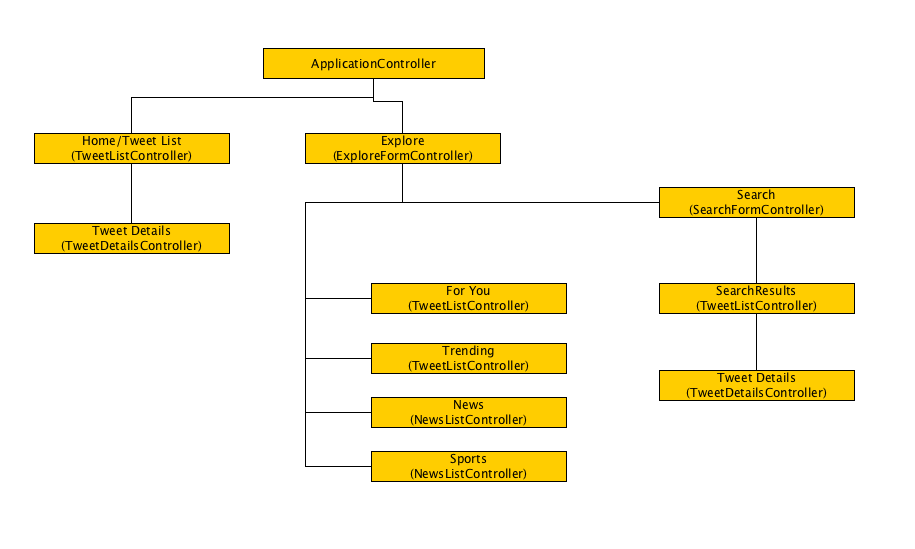 ApplicationController
Home/Tweet List
(TweetListController)
Explore
(ExploreFormController)
Search
(SearchFormController)
Tweet Details
(TweetDetailsController)
For You
(TweetListController)
SearchResults
(TweetListController)
Trending
(TweetListController)
Tweet Details
(TweetDetailsController)
News
(NewsListController)
Sports
(NewsListController)